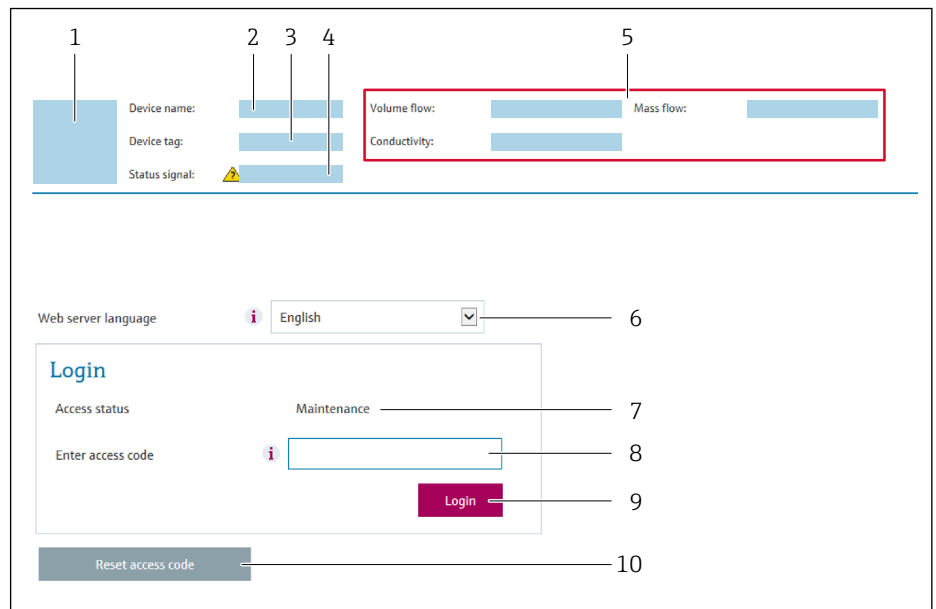 1 2 3 4 5
Device name: Volume flow: Mass flow:
Device tag: Conductivity:
Status signal: ?
Web server language i English 6
Login
Access status Maintenance 7
Enter access code i 8
Login 9
Reset access code 10